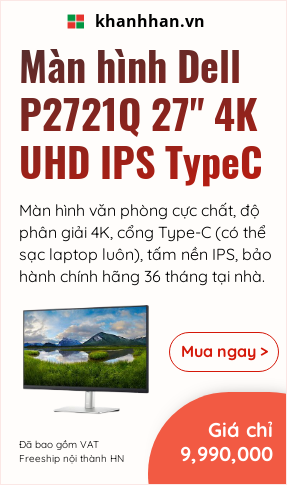 khanhhan.vn
Màn hình Dell
P2721Q 27" 4K
UHD IPS TypeC
Màn hình văn phòng cực chất, độ
phân giải 4K, cổng Type-C (có thể
sạc laptop luôn), tấm nền IPS, bảo
hành chính hãng 36 tháng tại nhà.
Mua ngay >
Giá chỉ
9,990,000
Đã bao gồm VAT
Freeship nội thành HN